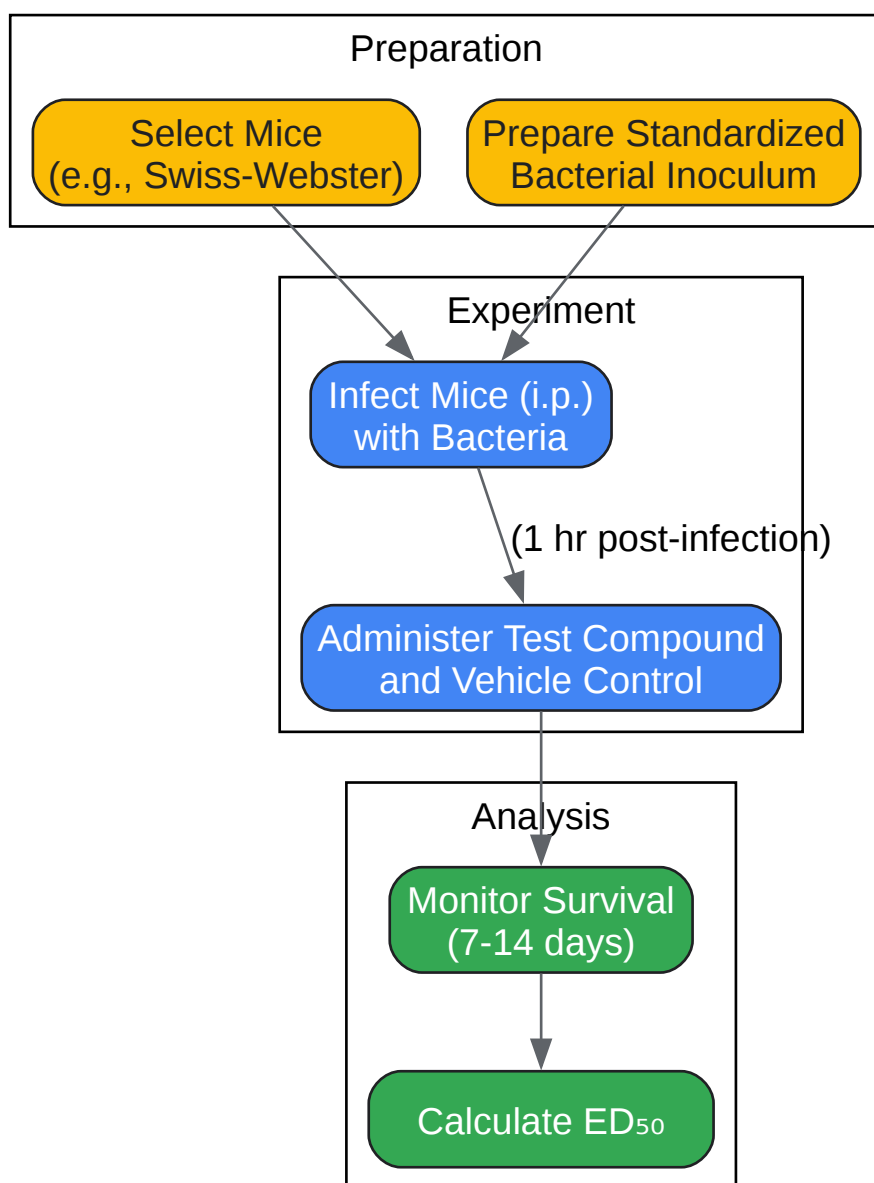 Preparation
Select Mice
(e.g., Swiss-Webster)
Prepare Standardized
Bacterial Inoculum
Experiment
Infect Mice (i.p.)
with Bacteria
(1 hr post-infection)
Administer Test Compound
and Vehicle Control
Analysis
Monitor Survival
(7-14 days)
Calculate ED₅₀